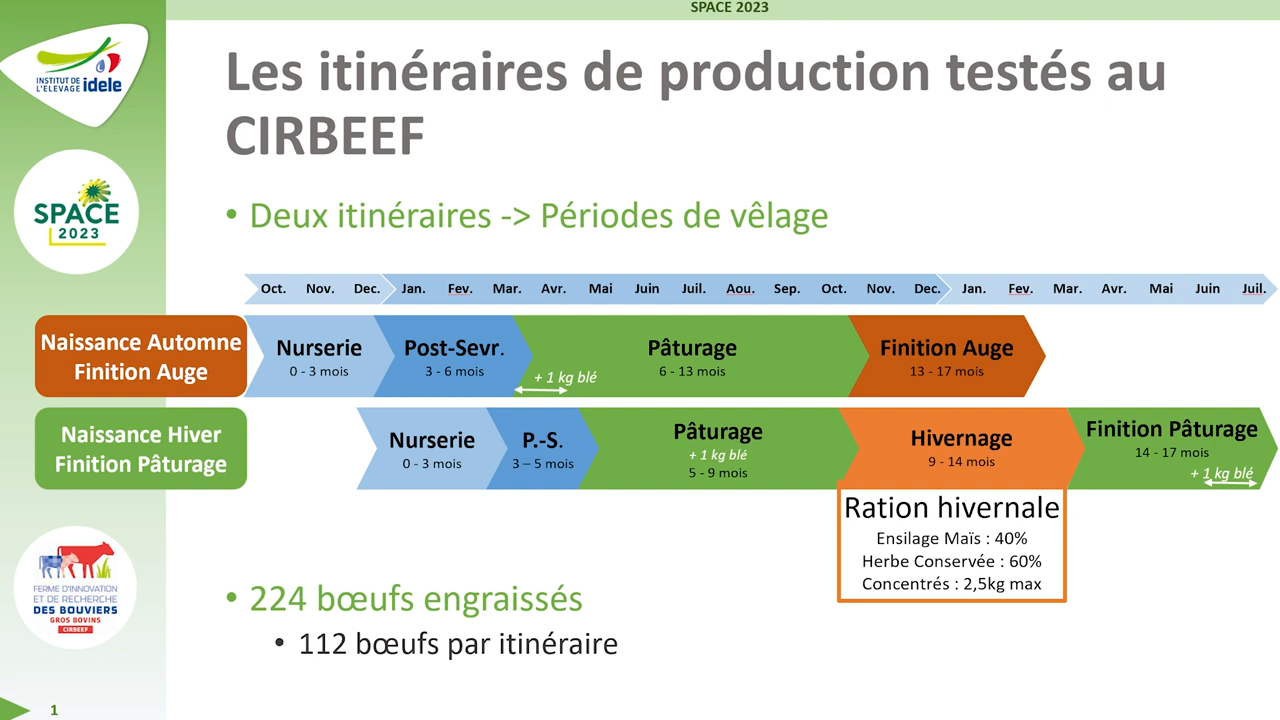 SPACE 2023
INSTITUT DE
L'ELEVAGE idele
Les itinéraires de production testés au
CIRBEEF
SPACE
2023
• Deux itinéraires -> Périodes de vêlage
Oct. Nov. Dec. Jan. Fev. Mar. Avr. Mai Juin Juil. Aou. Sep. Oct. Nov. Dec. Jan. Fev. Mar. Avr. Mai Juin Juil.
Naissance Automne
Finition Auge
Nurserie
0 - 3 mois
Post-Sevr.
3 - 6 mois
+ 1 kg blé
Pâturage
6 - 13 mois
Finition Auge
13 - 17 mois
Naissance Hiver
Finition Pâturage
Nurserie
0 - 3 mois
P.-S.
3 – 5 mois
Pâturage
+ 1 kg blé
5 - 9 mois
Hivernage
9 - 14 mois
Finition Pâturage
14 - 17 mois
+ 1 kg blé
Ration hivernale
Ensilage Maïs : 40%
Herbe Conservée : 60%
Concentrés : 2,5kg max
FERME D'INNOVATION
ET DE RECHERCHE
DES BOUVIERS
GROS BOVINS
CIRBEEF
• 224 bœufs engraissés
• 112 bœufs par itinéraire
1